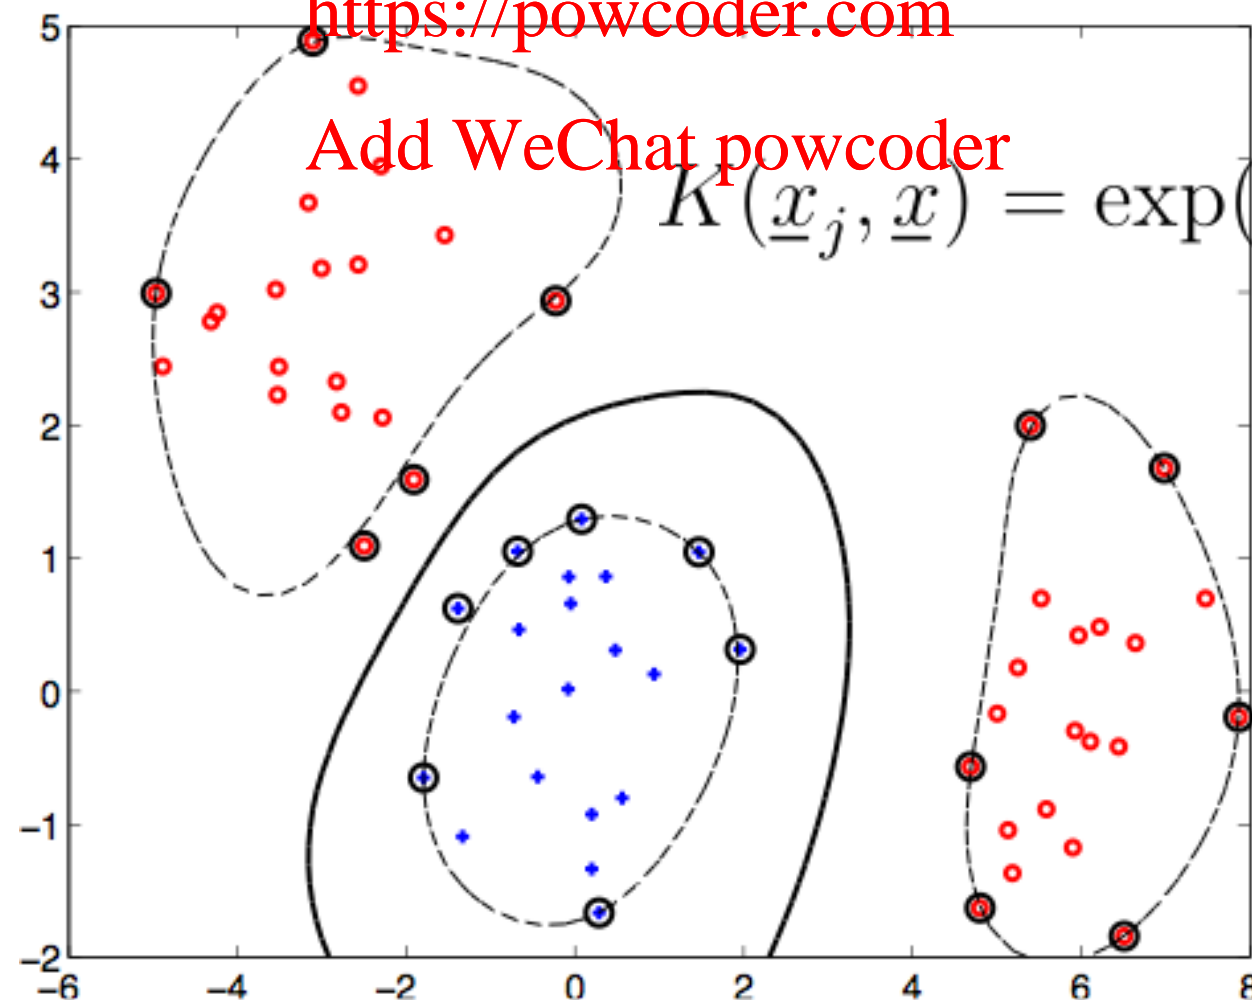 https://powcoder.com
5
Add WeChat powcoder
4
K(x_j, x) = exp(
3
2
1
0
−1
−2
−6 −4 −2 0 2 4 6 8